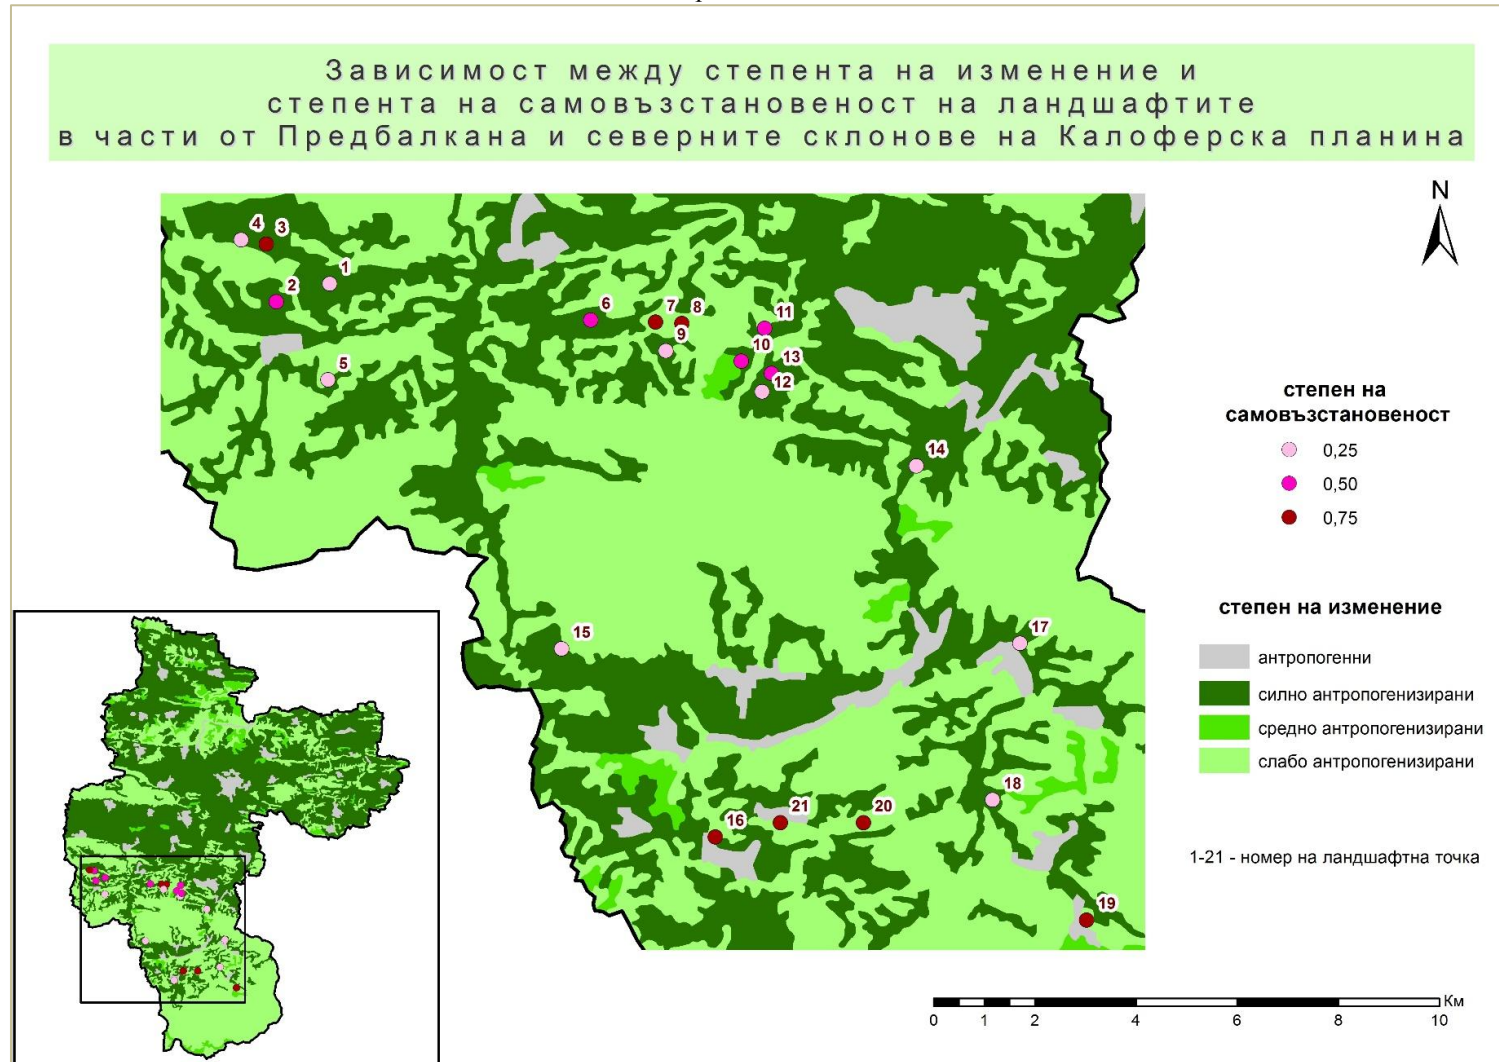 Зависимост между степента на изменение и
степента на самовъзстановеност на ландшафтите
в части от Предбалкана и северните склонове на Калоферска планина
N
4 3
1
2
5
6
7 8
9
11
10
13
12
14
15
17
18
16
21
20
19
степен на
самовъзстановеност
0,25
0,50
0,75
степен на изменение
антропогенни
силно антропогенизирани
средно антропогенизирани
слабо антропогенизирани
1-21 - номер на ландшафтна точка
Км
0 1 2 4 6 8 10